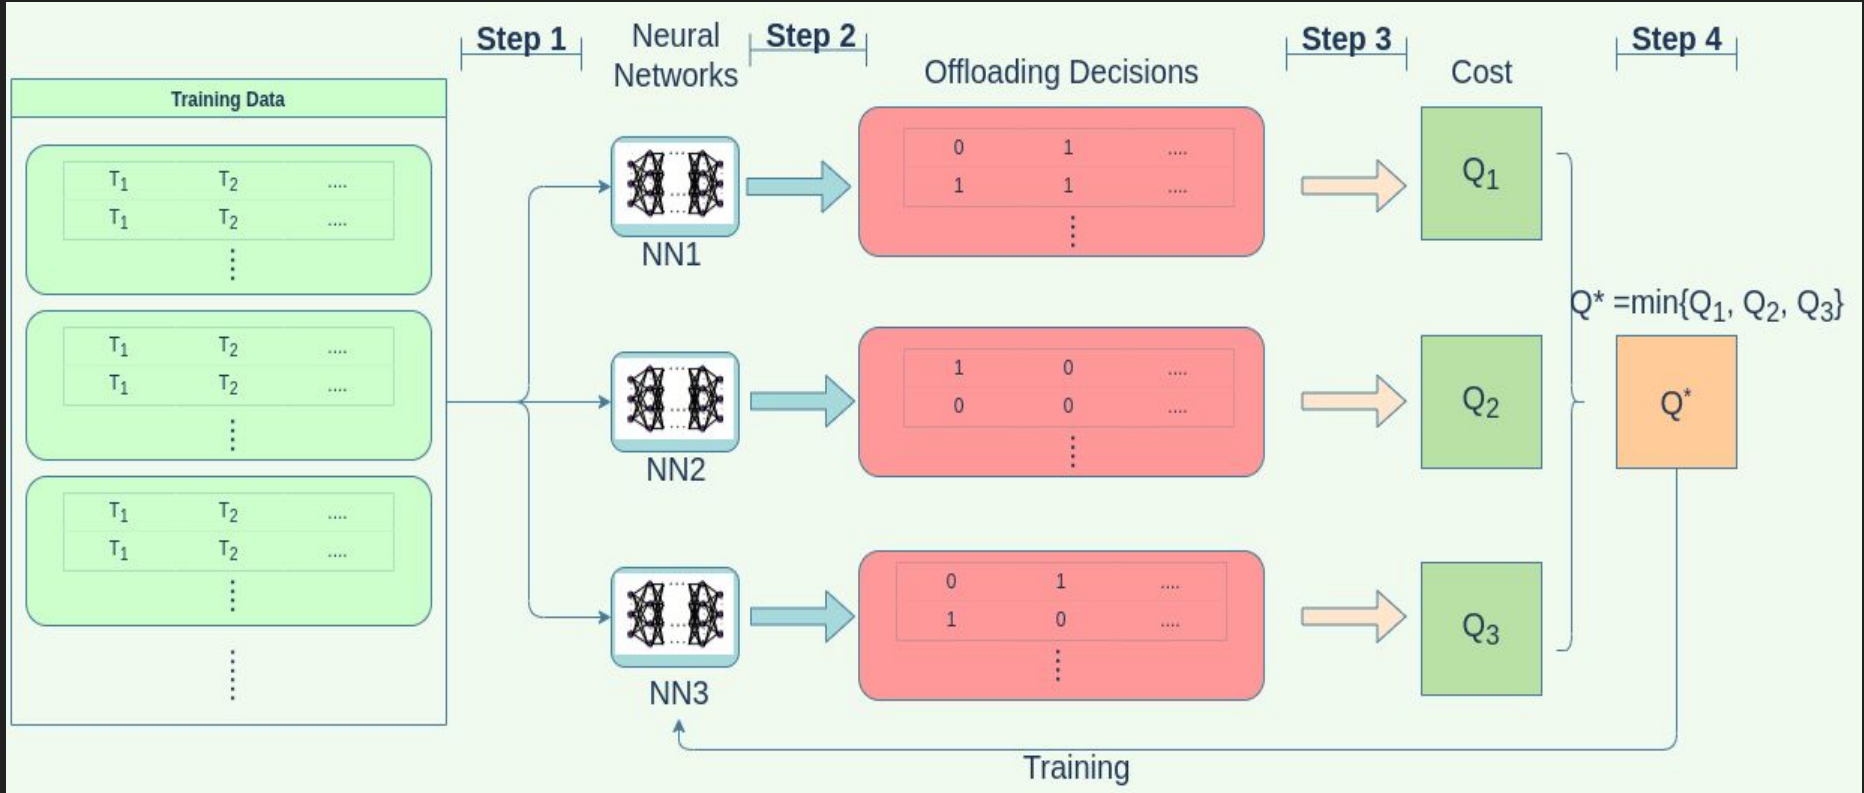 Step 1
Neural
Networks
Step 2
Offloading Decisions
Step 3
Cost
Step 4
Training Data
T1 T2 ....
T1 T2 ....
T1 T2 ....
T1 T2 ....
T1 T2 ....
T1 T2 ....
NN1
0 1 ....
1 1 ....
Q1
NN2
1 0 ....
0 0 ....
Q2
NN3
0 1 ....
1 0 ....
Q3
Q* =min{Q1, Q2, Q3}
Q*
Training